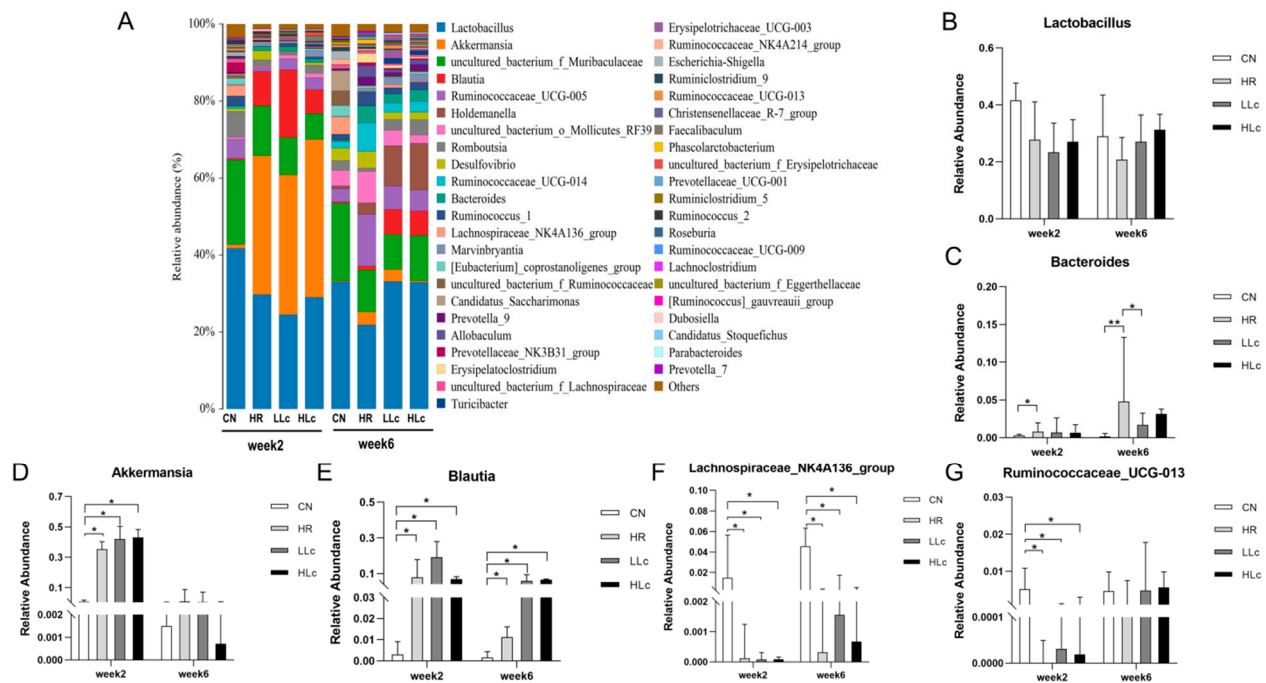 A
Relative abundance (%)
100%
80%
60%
40%
20%
0%
CN HR LLc HLc CN HR LLc HLc
week2 week6
Lactobacillus
Akkermansia
uncultured_bacterium_f_Muribaculaceae
Blautia
Ruminococcaceae_UCG-005
Holdemanella
uncultured_bacterium_o_Mollicutes_RF39
Romboutsia
Desulfovibrio
Ruminococcaceae_UCG-014
Bacteroides
Ruminococcus_1
Lachnospiraceae_NK4A136_group
Marvinbryantia
[Eubacterium]_coprostanoligenes_group
uncultured_bacterium_f_Ruminococcaceae
Candidatus_Saccharimonas
Prevotella_9
Allobaculum
Prevotellaceae_NK3B31_group
Erysipelatoclostridium
uncultured_bacterium_f_Lachnospiraceae
Turicibacter
Erysipelotrichaceae_UCG-003
Ruminococcaceae_NK4A214_group
Escherichia-Shigella
Ruminiclostridium_9
Ruminococcaceae_UCG-013
Christensenellaceae_R-7_group
Faecalibaculum
Phascolarctobacterium
uncultured_bacterium_f_Erysipelotrichaceae
Prevotellaceae_UCG-001
Ruminiclostridium_5
Ruminococcus_2
Roseburia
Ruminococcaceae_UCG-009
Lachnoclostridium
uncultured_bacterium_f_Eggerthellaceae
[Ruminococcus]_gauvreauii_group
Dubosiella
Candidatus_Stoquefichus
Parabacteroides
Prevotella_7
Others
B
Lactobacillus
Relative Abundance
0.6
0.4
0.2
0.0
week2 week6
CN
HR
LLc
HLc
C
Bacteroides
Relative Abundance
0.20
0.15
0.10
0.05
0.00
* ** *
week2 week6
CN
HR
LLc
HLc
D
Akkermansia
Relative Abundance
0.7
0.5
0.3
0.1
0.002
0.001
0.000
*
*
*
week2 week6
CN
HR
LLc
HLc
E
Blautia
Relative Abundance
0.5
0.3
0.1
0.03
0.02
0.01
0.00
*
*
*
*
*
*
week2 week6
CN
HR
LLc
HLc
F
Lachnospiraceae_NK4A136_group
Relative Abundance
0.10
0.08
0.06
0.04
0.02
0.002
0.001
0.000
*
*
*
*
*
*
week2 week6
CN
HR
LLc
HLc
G
Ruminococcaceae_UCG-013
Relative Abundance
0.03
0.02
0.01
0.0001
0.0000
*
*
*
week2 week6
CN
HR
LLc
HLc